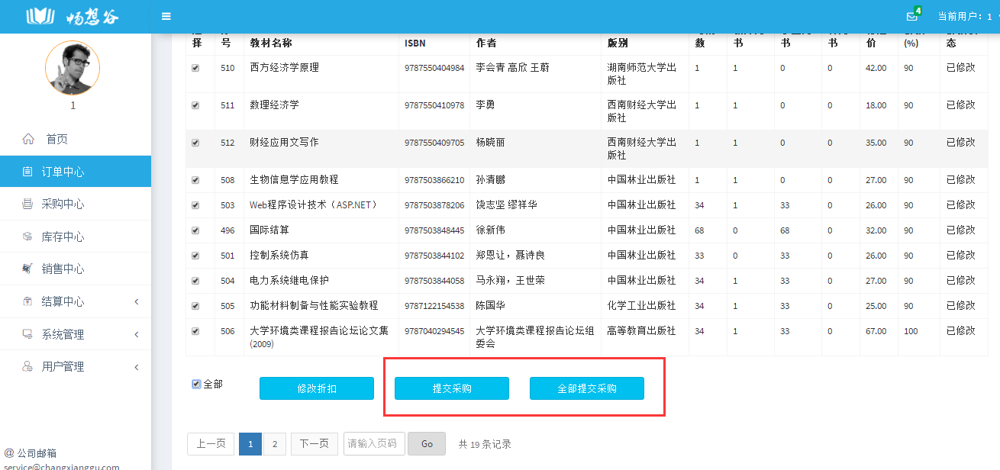 畅想谷
4
当前用户：1
1
首页
订单中心
采购中心
库存中心
销售中心
结算中心
系统管理
用户管理
@ 公司邮箱
service@changxianggu.com
择 号 教材名称 ISBN 作者 版别 数 书 书 书 价 (%) 态
510 西方经济学原理 9787550404984 李会青 高欣 王蔚 湖南师范大学出版社 1 1 0 0 42.00 90 已修改
511 数理经济学 9787550410978 李勇 西南财经大学出版社 1 1 0 0 18.00 90 已修改
512 财经应用文写作 9787550409705 杨晓丽 西南财经大学出版社 1 1 0 0 35.00 90 已修改
508 生物信息学应用教程 9787503866210 孙清鹏 中国林业出版社 1 1 0 0 27.00 90 已修改
503 Web程序设计技术（ASP.NET） 9787503878206 饶志坚 缪祥华 中国林业出版社 34 1 33 0 26.00 90 已修改
496 国际结算 9787503848445 徐新伟 中国林业出版社 68 0 68 0 32.00 90 已修改
501 控制系统仿真 9787503844102 郑恩让，聂诗良 中国林业出版社 33 0 33 0 26.00 90 已修改
504 电力系统继电保护 9787503844058 马永翔，王世荣 中国林业出版社 34 1 33 0 27.00 90 已修改
505 功能材料制备与性能实验教程 9787122154538 陈国华 化学工业出版社 34 1 33 0 25.00 90 已修改
506 大学环境类课程报告论坛论文集(2009) 9787040294545 大学环境类课程报告论坛组委会 高等教育出版社 34 1 33 0 67.00 100 已修改
全部 修改折扣 提交采购 全部提交采购
上一页 1 2 下一页 请输入页码 Go 共 19 条记录